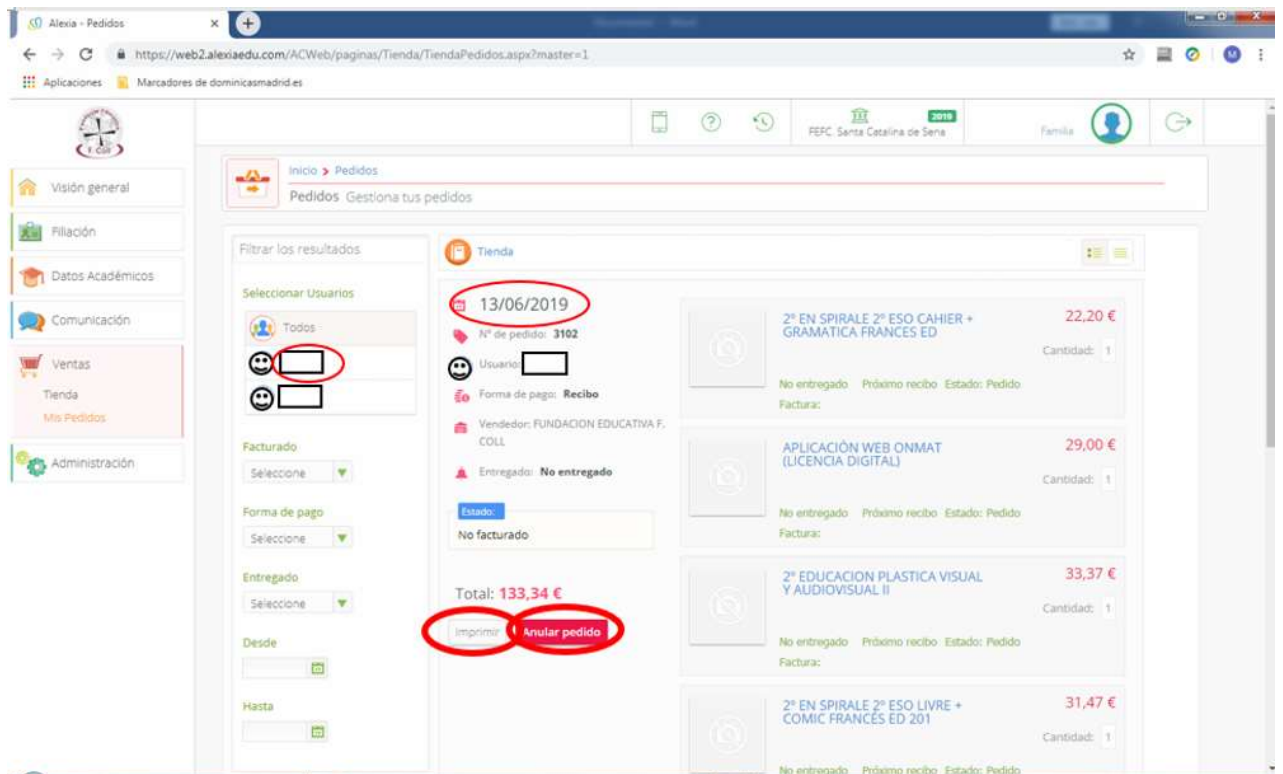 Alexia - Pedidos
https://web2.alexiaedu.com/ACWeb/paginas/Tienda/TiendaPedidos.aspx?master=1
M
Aplicaciones
Marcadores de dominicasmadrid.es
F. Coll
2019
FEFC. Santa Catalina de Sena
Familia
Inicio > Pedidos
Pedidos Gestiona tus pedidos
Visión general
Filiación
Datos Académicos
Comunicación
Ventas
Tienda
Mis Pedidos
Administración
Filtrar los resultados
Seleccionar Usuarios
Todos
Facturado
Seleccione
Forma de pago
Seleccione
Entregado
Seleccione
Desde
Hasta
Tienda
13/06/2019
Nº de pedido: 3102
Usuario:
Forma de pago: Recibo
Vendedor: FUNDACION EDUCATIVA F.
COLL
Entregado: No entregado
Estado:
No facturado
Total: 133,34 €
Imprimir
Anular pedido
2º EN SPIRALE 2º ESO CAHIER +
GRAMATICA FRANCES ED
22,20 €
Cantidad: 1
No entregado Próximo recibo Estado: Pedido
Factura:
APLICACIÓN WEB ONMAT
(LICENCIA DIGITAL)
29,00 €
Cantidad: 1
No entregado Próximo recibo Estado: Pedido
Factura:
2º EDUCACION PLASTICA VISUAL
Y AUDIOVISUAL II
33,37 €
Cantidad: 1
No entregado Próximo recibo Estado: Pedido
Factura:
2º EN SPIRALE 2º ESO LIVRE +
COMIC FRANCÉS ED 201
31,47 €
Cantidad: 1
No entregado Próximo recibo Estado: Pedido